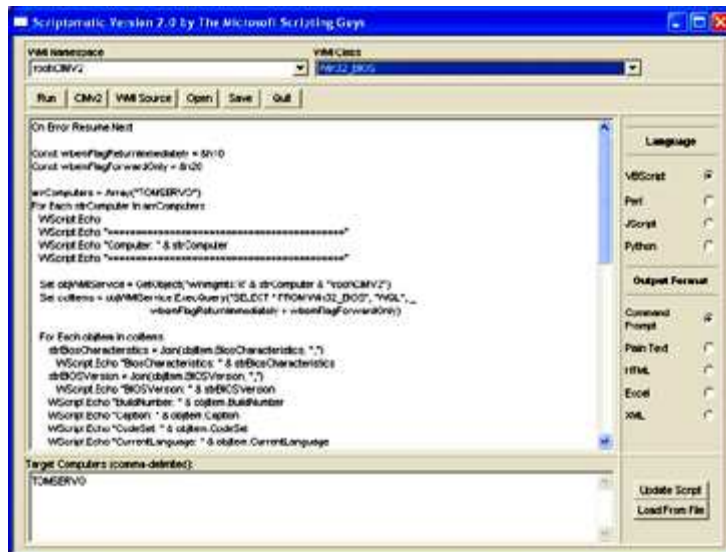 Scriptomatic Version 2.0 by The Microsoft Scripting Guys
WMI Namespace
WMI Class
root\CIMV2
Win32_BIOS
Run
CIMv2
WMI Source
Open
Save
Quit
On Error Resume Next
Const wbemFlagReturnImmediately = &h10
Const wbemFlagForwardOnly = &h20
arrComputers = Array("TOMSERVO")
For Each strComputer In arrComputers
WScript.Echo
WScript.Echo "=========================================="
WScript.Echo "Computer: " & strComputer
WScript.Echo "=========================================="
Set objWMIService = GetObject("winmgmts:\\" & strComputer & "\root\CIMV2")
Set colItems = objWMIService.ExecQuery("SELECT * FROM Win32_BIOS", "WQL", _
wbemFlagReturnImmediately + wbemFlagForwardOnly)
For Each objItem In colItems
strBiosCharacteristics = Join(objItem.BiosCharacteristics, ",")
WScript.Echo "BiosCharacteristics: " & strBiosCharacteristics
strBIOSVersion = Join(objItem.BIOSVersion, ",")
WScript.Echo "BIOSVersion: " & strBIOSVersion
WScript.Echo "BuildNumber: " & objItem.BuildNumber
WScript.Echo "Caption: " & objItem.Caption
WScript.Echo "CodeSet: " & objItem.CodeSet
WScript.Echo "CurrentLanguage: " & objItem.CurrentLanguage
Language
VBScript
Perl
JScript
Python
Output Format
Command
Prompt
Plain Text
HTML
Excel
XML
Target Computers (comma-delimited):
TOMSERVO
Update Script
Load From File